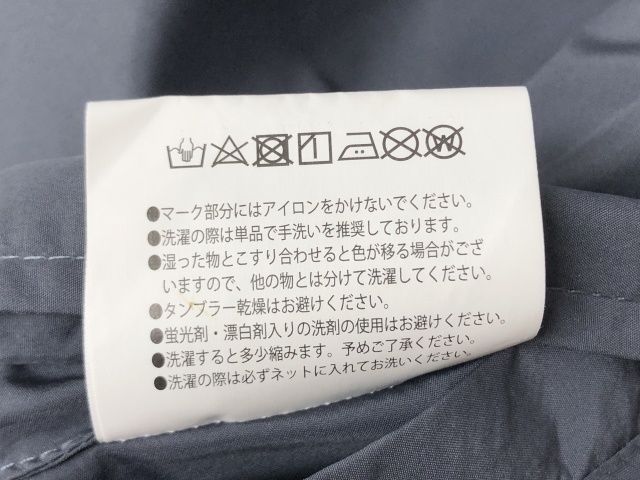 ●マーク部分にはアイロンをかけないでください。
●洗濯の際は単品で手洗いを推奨しております。
●湿った物とこすり合わせると色が移る場合がござ
いますので、他の物とは分けて洗濯してください。
●タンブラー乾燥はお避けください。
●蛍光剤・漂白剤入りの洗剤の使用はお避けください。
●洗濯すると多少縮みます。予めご了承ください。
●洗濯の際は必ずネットに入れてお洗いください。